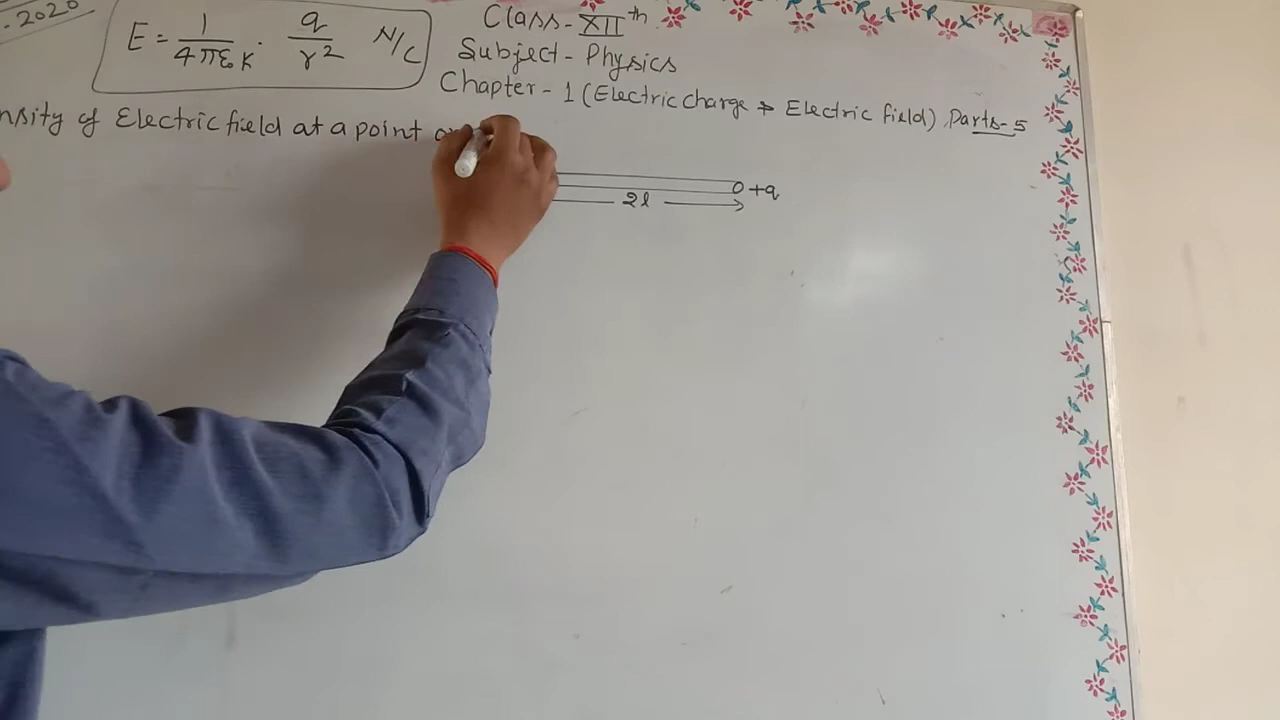 .2020
E = 1/4πε₀K · q/r² N/C
Class - XIIth
Subject - Physics
Chapter - 1 (Electric charge & Electric field) Parts - 5
nsity of Electric field at a point
+q
2l